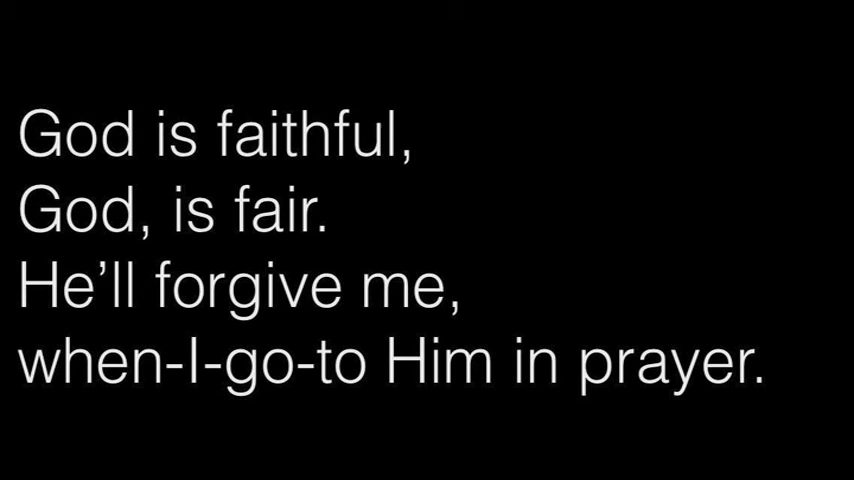 God is faithful,
God, is fair.
He’ll forgive me,
when-I-go-to Him in prayer.